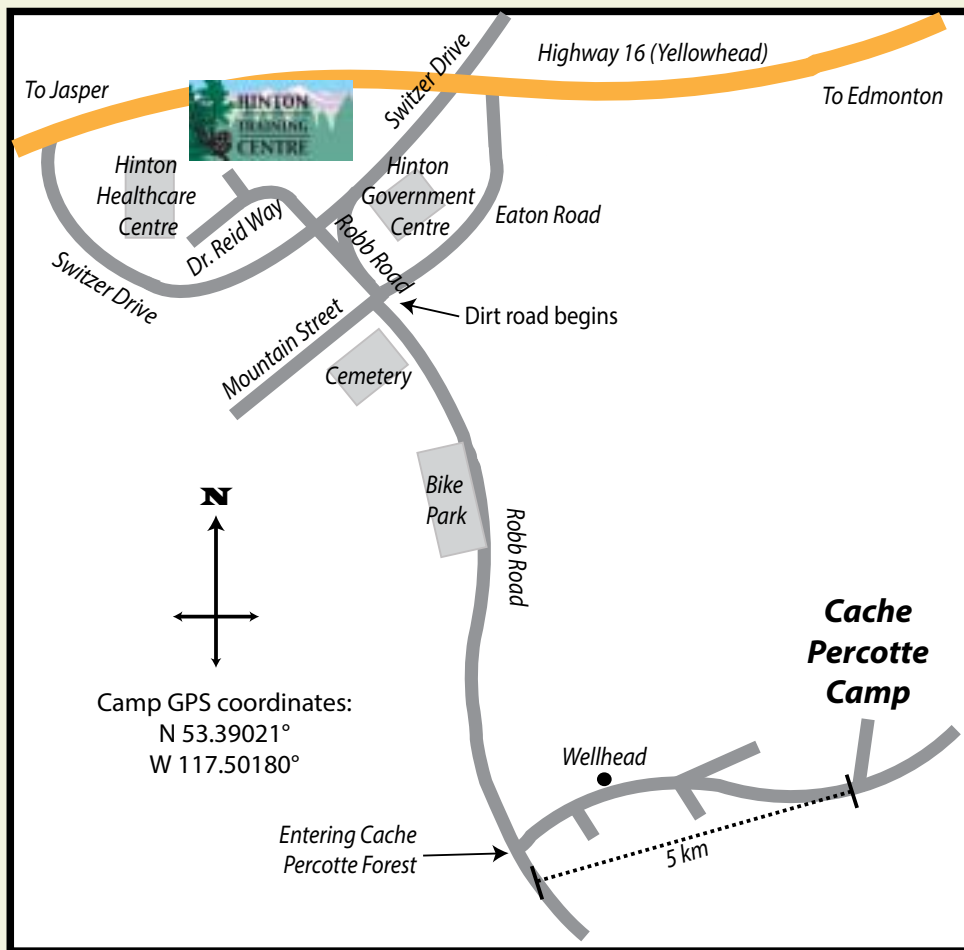 Highway 16 (Yellowhead)
To Jasper
To Edmonton
Switzer Drive
HINTON
TRAINING
CENTRE
Hinton
Healthcare
Centre
Hinton
Government
Centre
Eaton Road
Dr. Reid Way
Robb Road
Switzer Drive
Dirt road begins
Mountain Street
Cemetery
Bike
Park
N
Robb Road
Cache
Percotte
Camp
Camp GPS coordinates:
N 53.39021°
W 117.50180°
Wellhead
Entering Cache
Percotte Forest
5 km